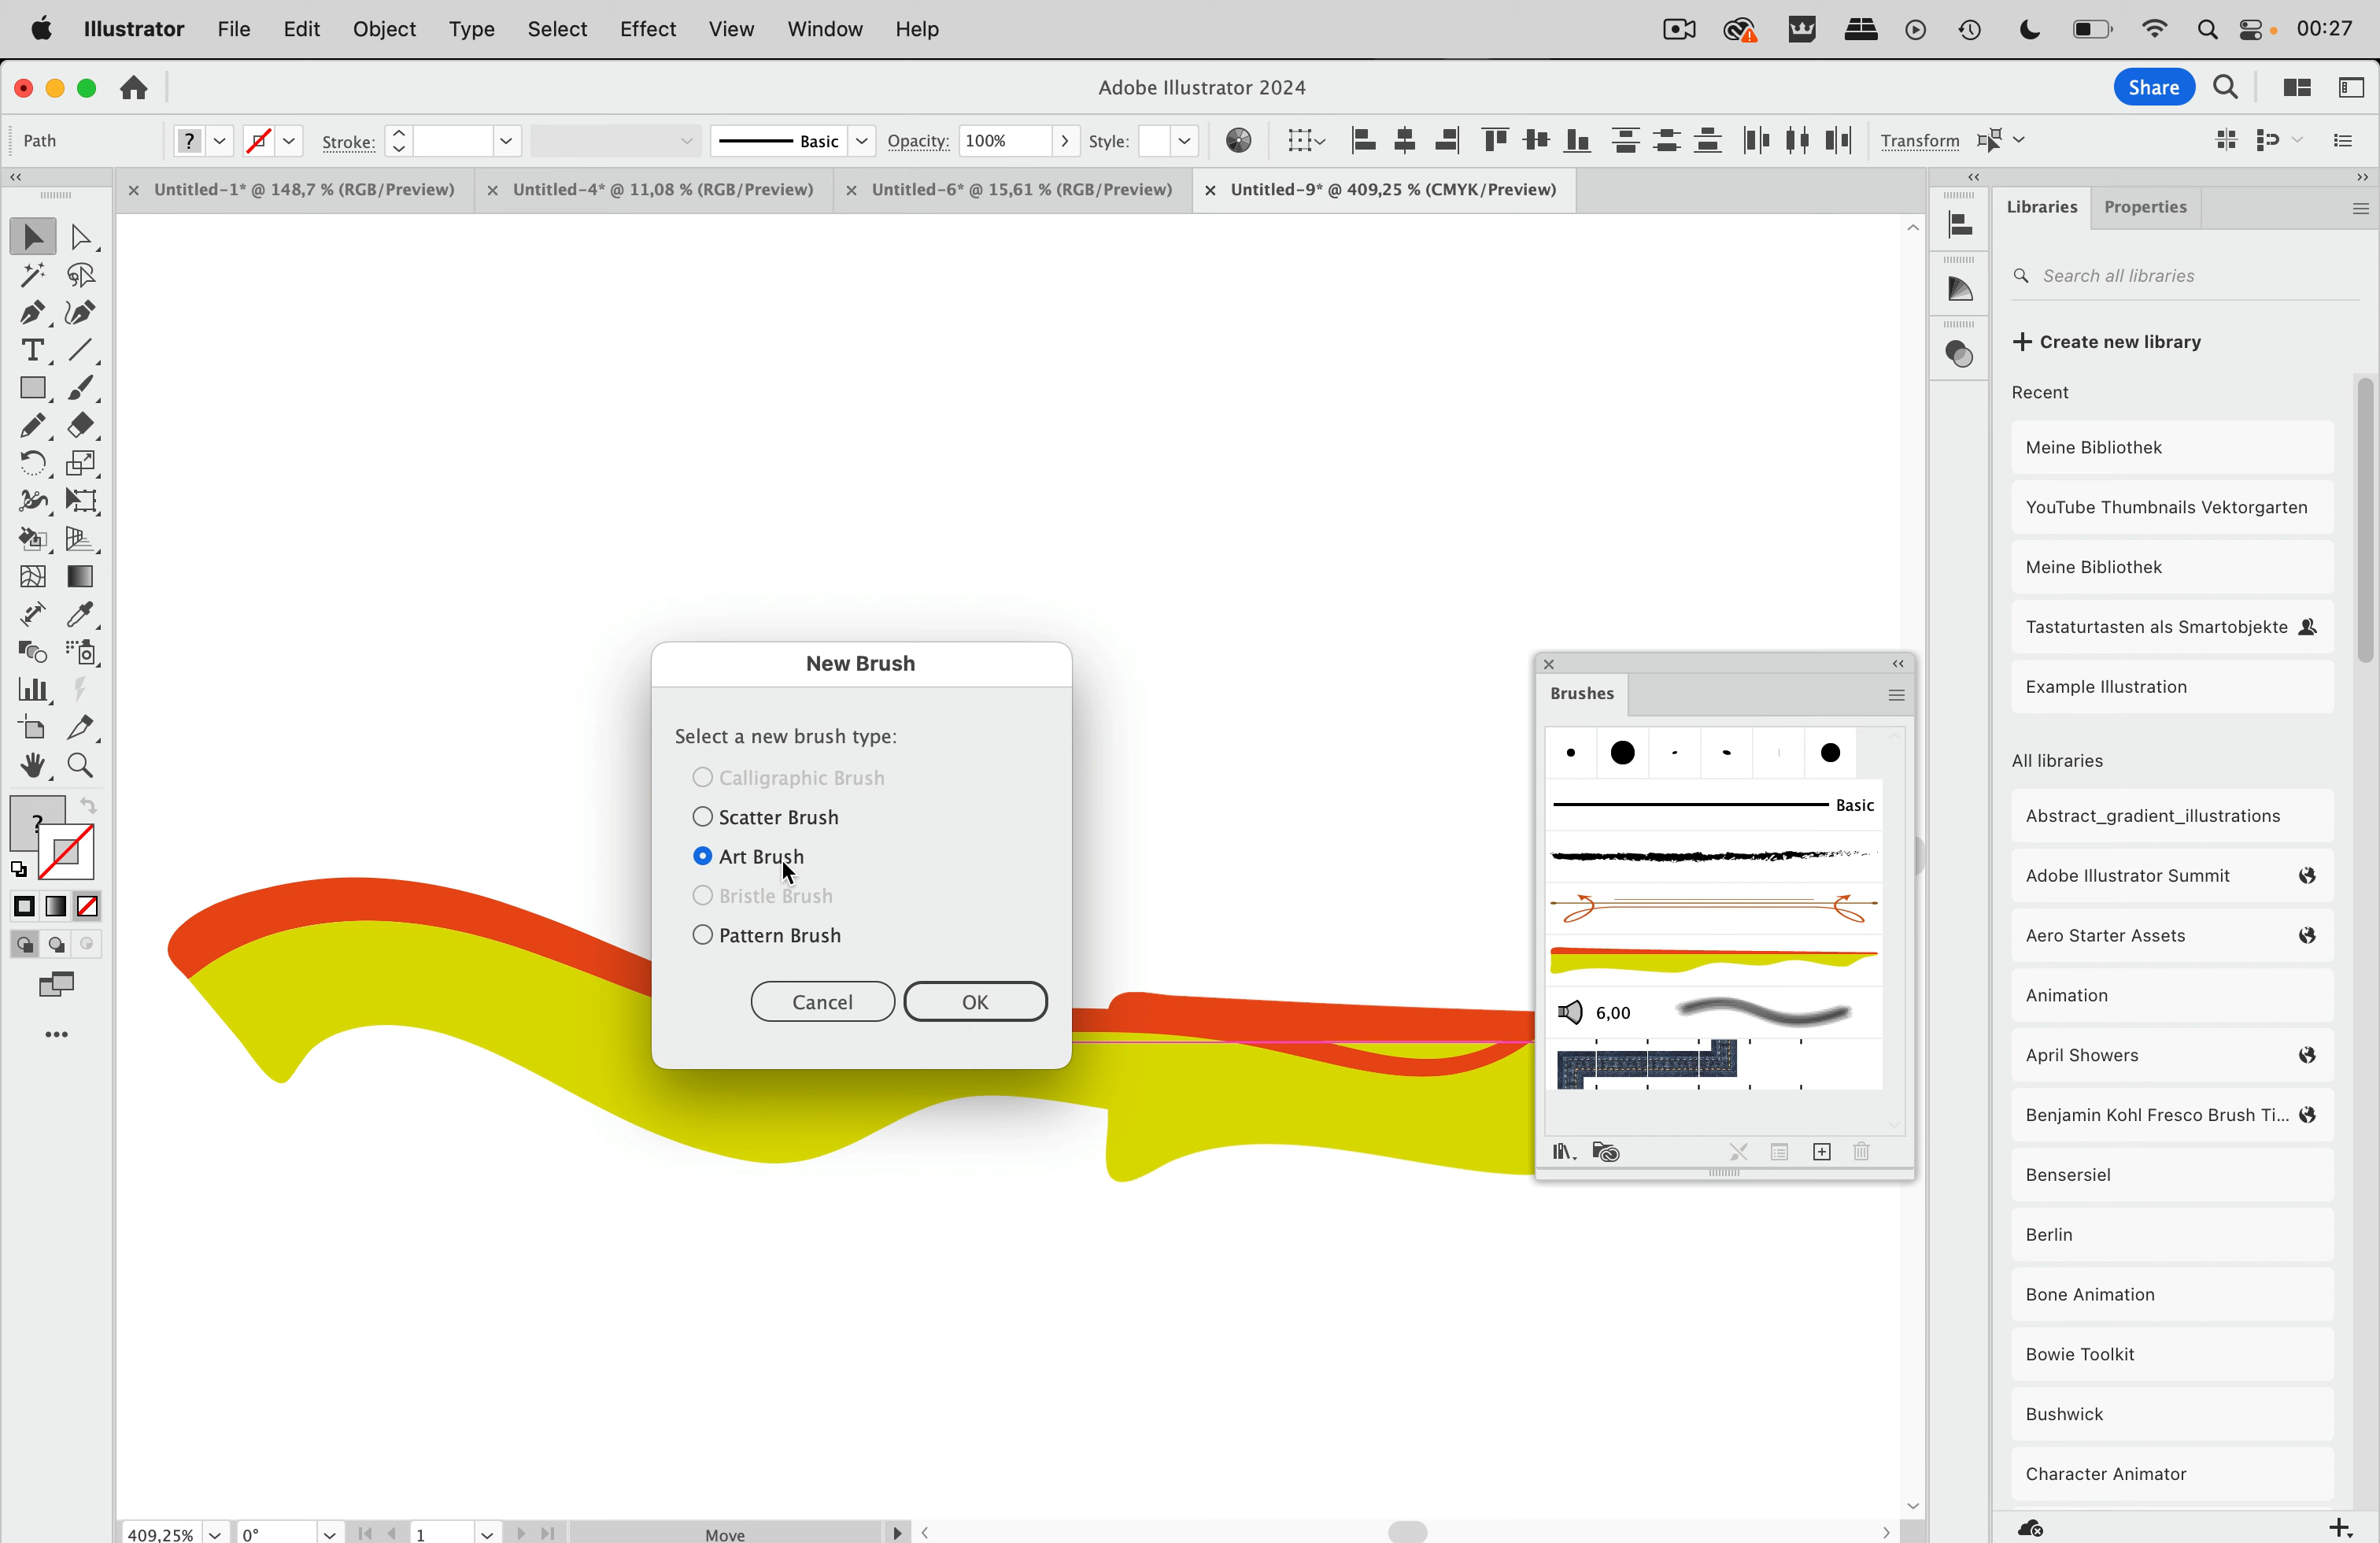 Illustrator File Edit Object Type Select Effect View Window Help 00:27
Adobe Illustrator 2024 Share
Path ? Stroke: Basic Opacity: 100% Style: Transform
Untitled-1* @ 148,7 % (RGB/Preview) Untitled-4* @ 11,08 % (RGB/Preview) Untitled-6* @ 15,61 % (RGB/Preview) Untitled-9* @ 409,25 % (CMYK/Preview)
Libraries Properties
Search all libraries
Create new library
Recent
Meine Bibliothek
YouTube Thumbnails Vektorgarten
Meine Bibliothek
Tastaturtasten als Smartobjekte
Example Illustration
All libraries
Abstract_gradient_illustrations
Adobe Illustrator Summit
Aero Starter Assets
Animation
April Showers
Benjamin Kohl Fresco Brush Ti...
Bensersiel
Berlin
Bone Animation
Bowie Toolkit
Bushwick
Character Animator
New Brush
Select a new brush type:
Calligraphic Brush
Scatter Brush
Art Brush
Bristle Brush
Pattern Brush
Cancel OK
Brushes
Basic
6,00
?
409,25% 0° 1 Move